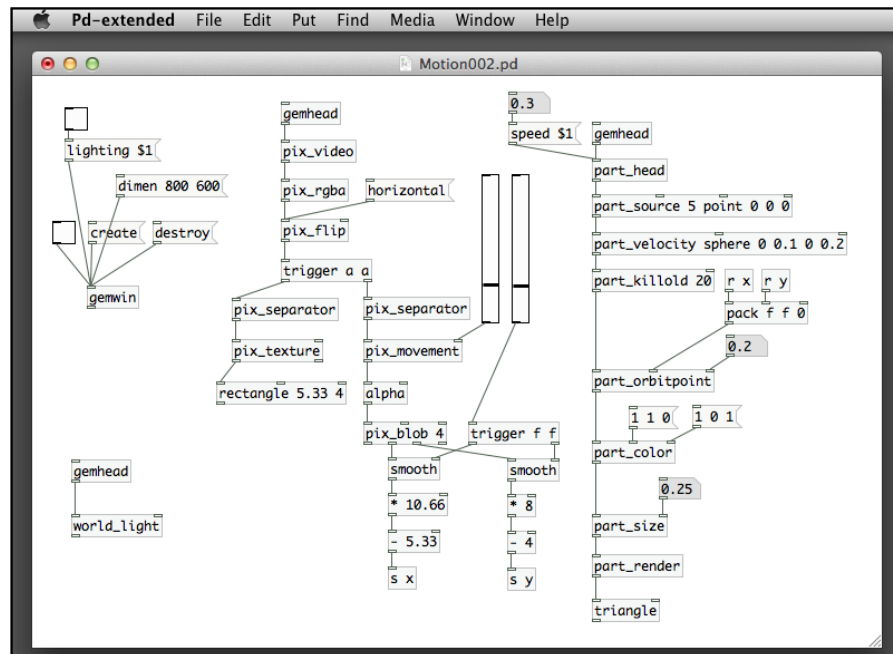 Pd-extended File Edit Put Find Media Window Help
Motion002.pd
lighting $1
dimen 800 600
create
destroy
gemwin
gemhead
world_light
gemhead
pix_video
pix_rgba
horizontal
pix_flip
trigger a a
pix_separator
pix_separator
pix_texture
pix_movement
rectangle 5.33 4
alpha
pix_blob 4
trigger f f
smooth
smooth
* 10.66
* 8
- 5.33
- 4
s x
s y
0.3
speed $1
gemhead
part_head
part_source 5 point 0 0 0
part_velocity sphere 0 0.1 0 0.2
part_killold 20
r x
r y
pack f f 0
0.2
part_orbitpoint
1 1 0
1 0 1
part_color
0.25
part_size
part_render
triangle